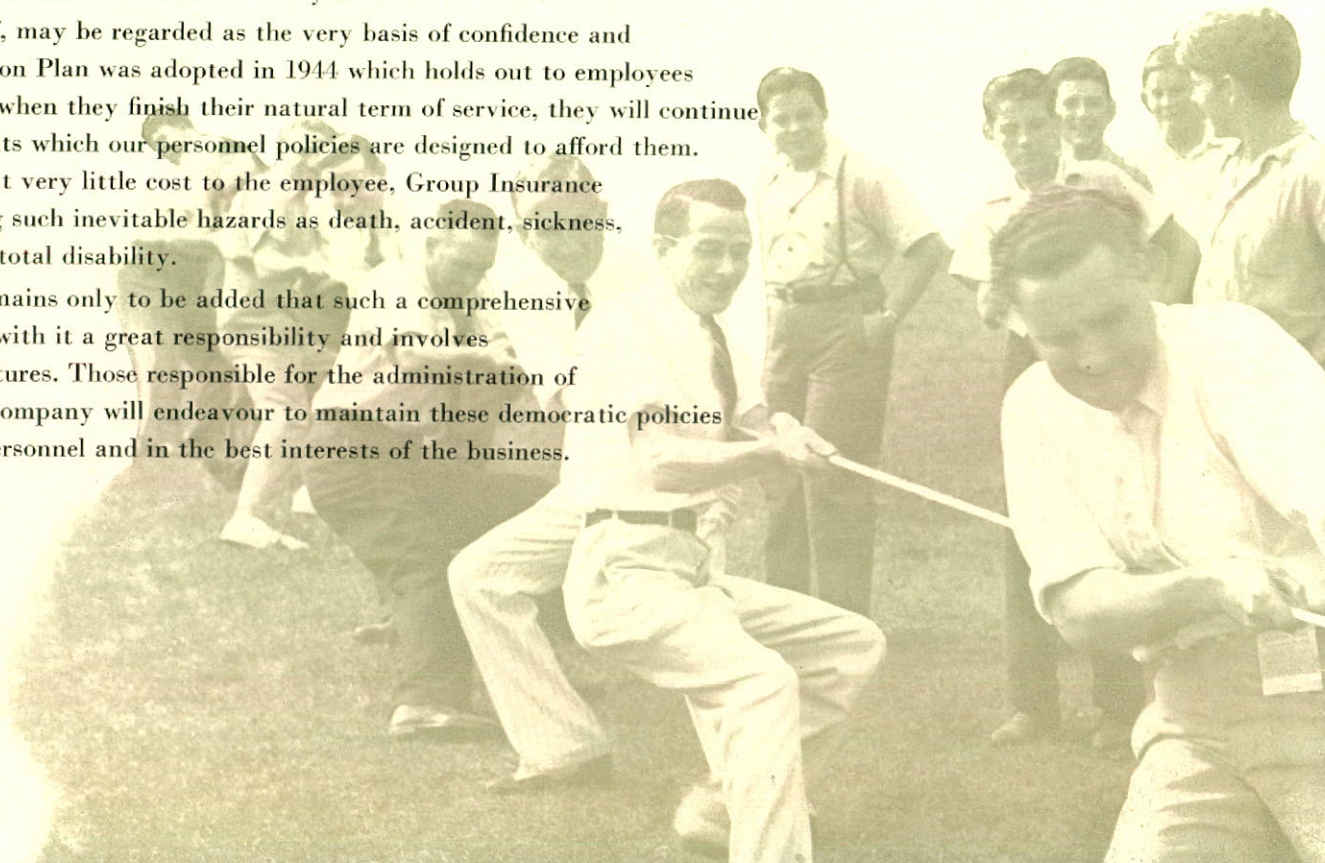 , may be regarded as the very basis of confidence and
on Plan was adopted in 1944 which holds out to employees
when they finish their natural term of service, they will continue
ts which our personnel policies are designed to afford them.
t very little cost to the employee, Group Insurance
such inevitable hazards as death, accident, sickness,
total disability.
mains only to be added that such a comprehensive
with it a great responsibility and involves
tures. Those responsible for the administration of
ompany will endeavour to maintain these democratic policies
rsonnel and in the best interests of the business.